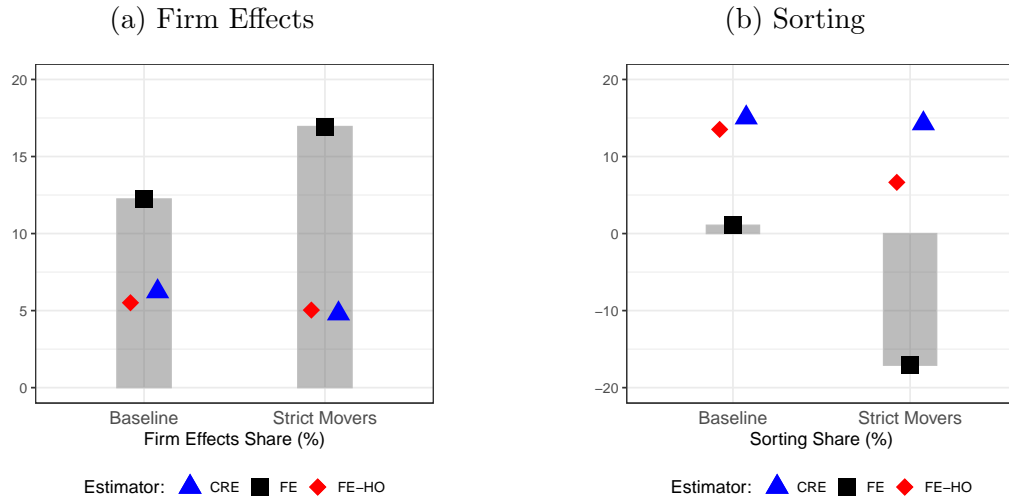 (a) Firm Effects
20
15
10
5
0
Baseline Strict Movers
Firm Effects Share (%)
Estimator: CRE FE FE−HO
(b) Sorting
20
10
0
−10
−20
Baseline Strict Movers
Sorting Share (%)
Estimator: CRE FE FE−HO